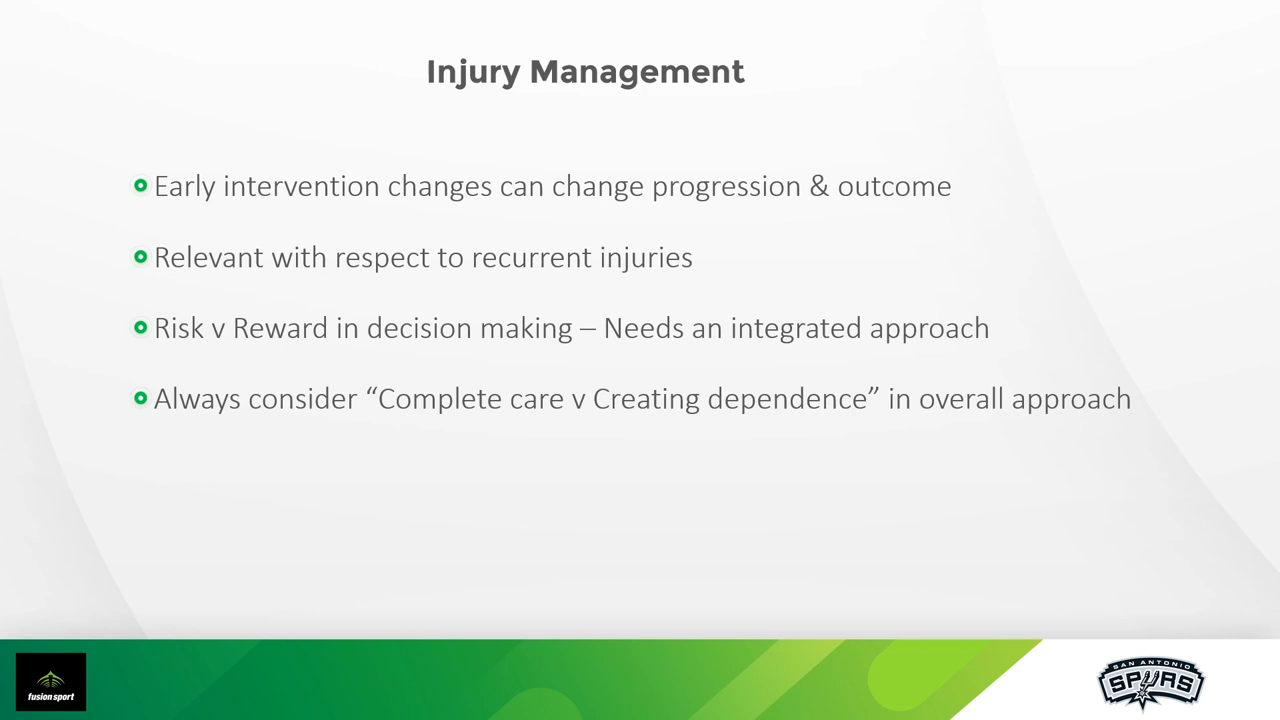 Injury Management
Early intervention changes can change progression & outcome
Relevant with respect to recurrent injuries
Risk v Reward in decision making – Needs an integrated approach
Always consider “Complete care v Creating dependence” in overall approach
fusion sport
SAN ANTONIO
SPURS